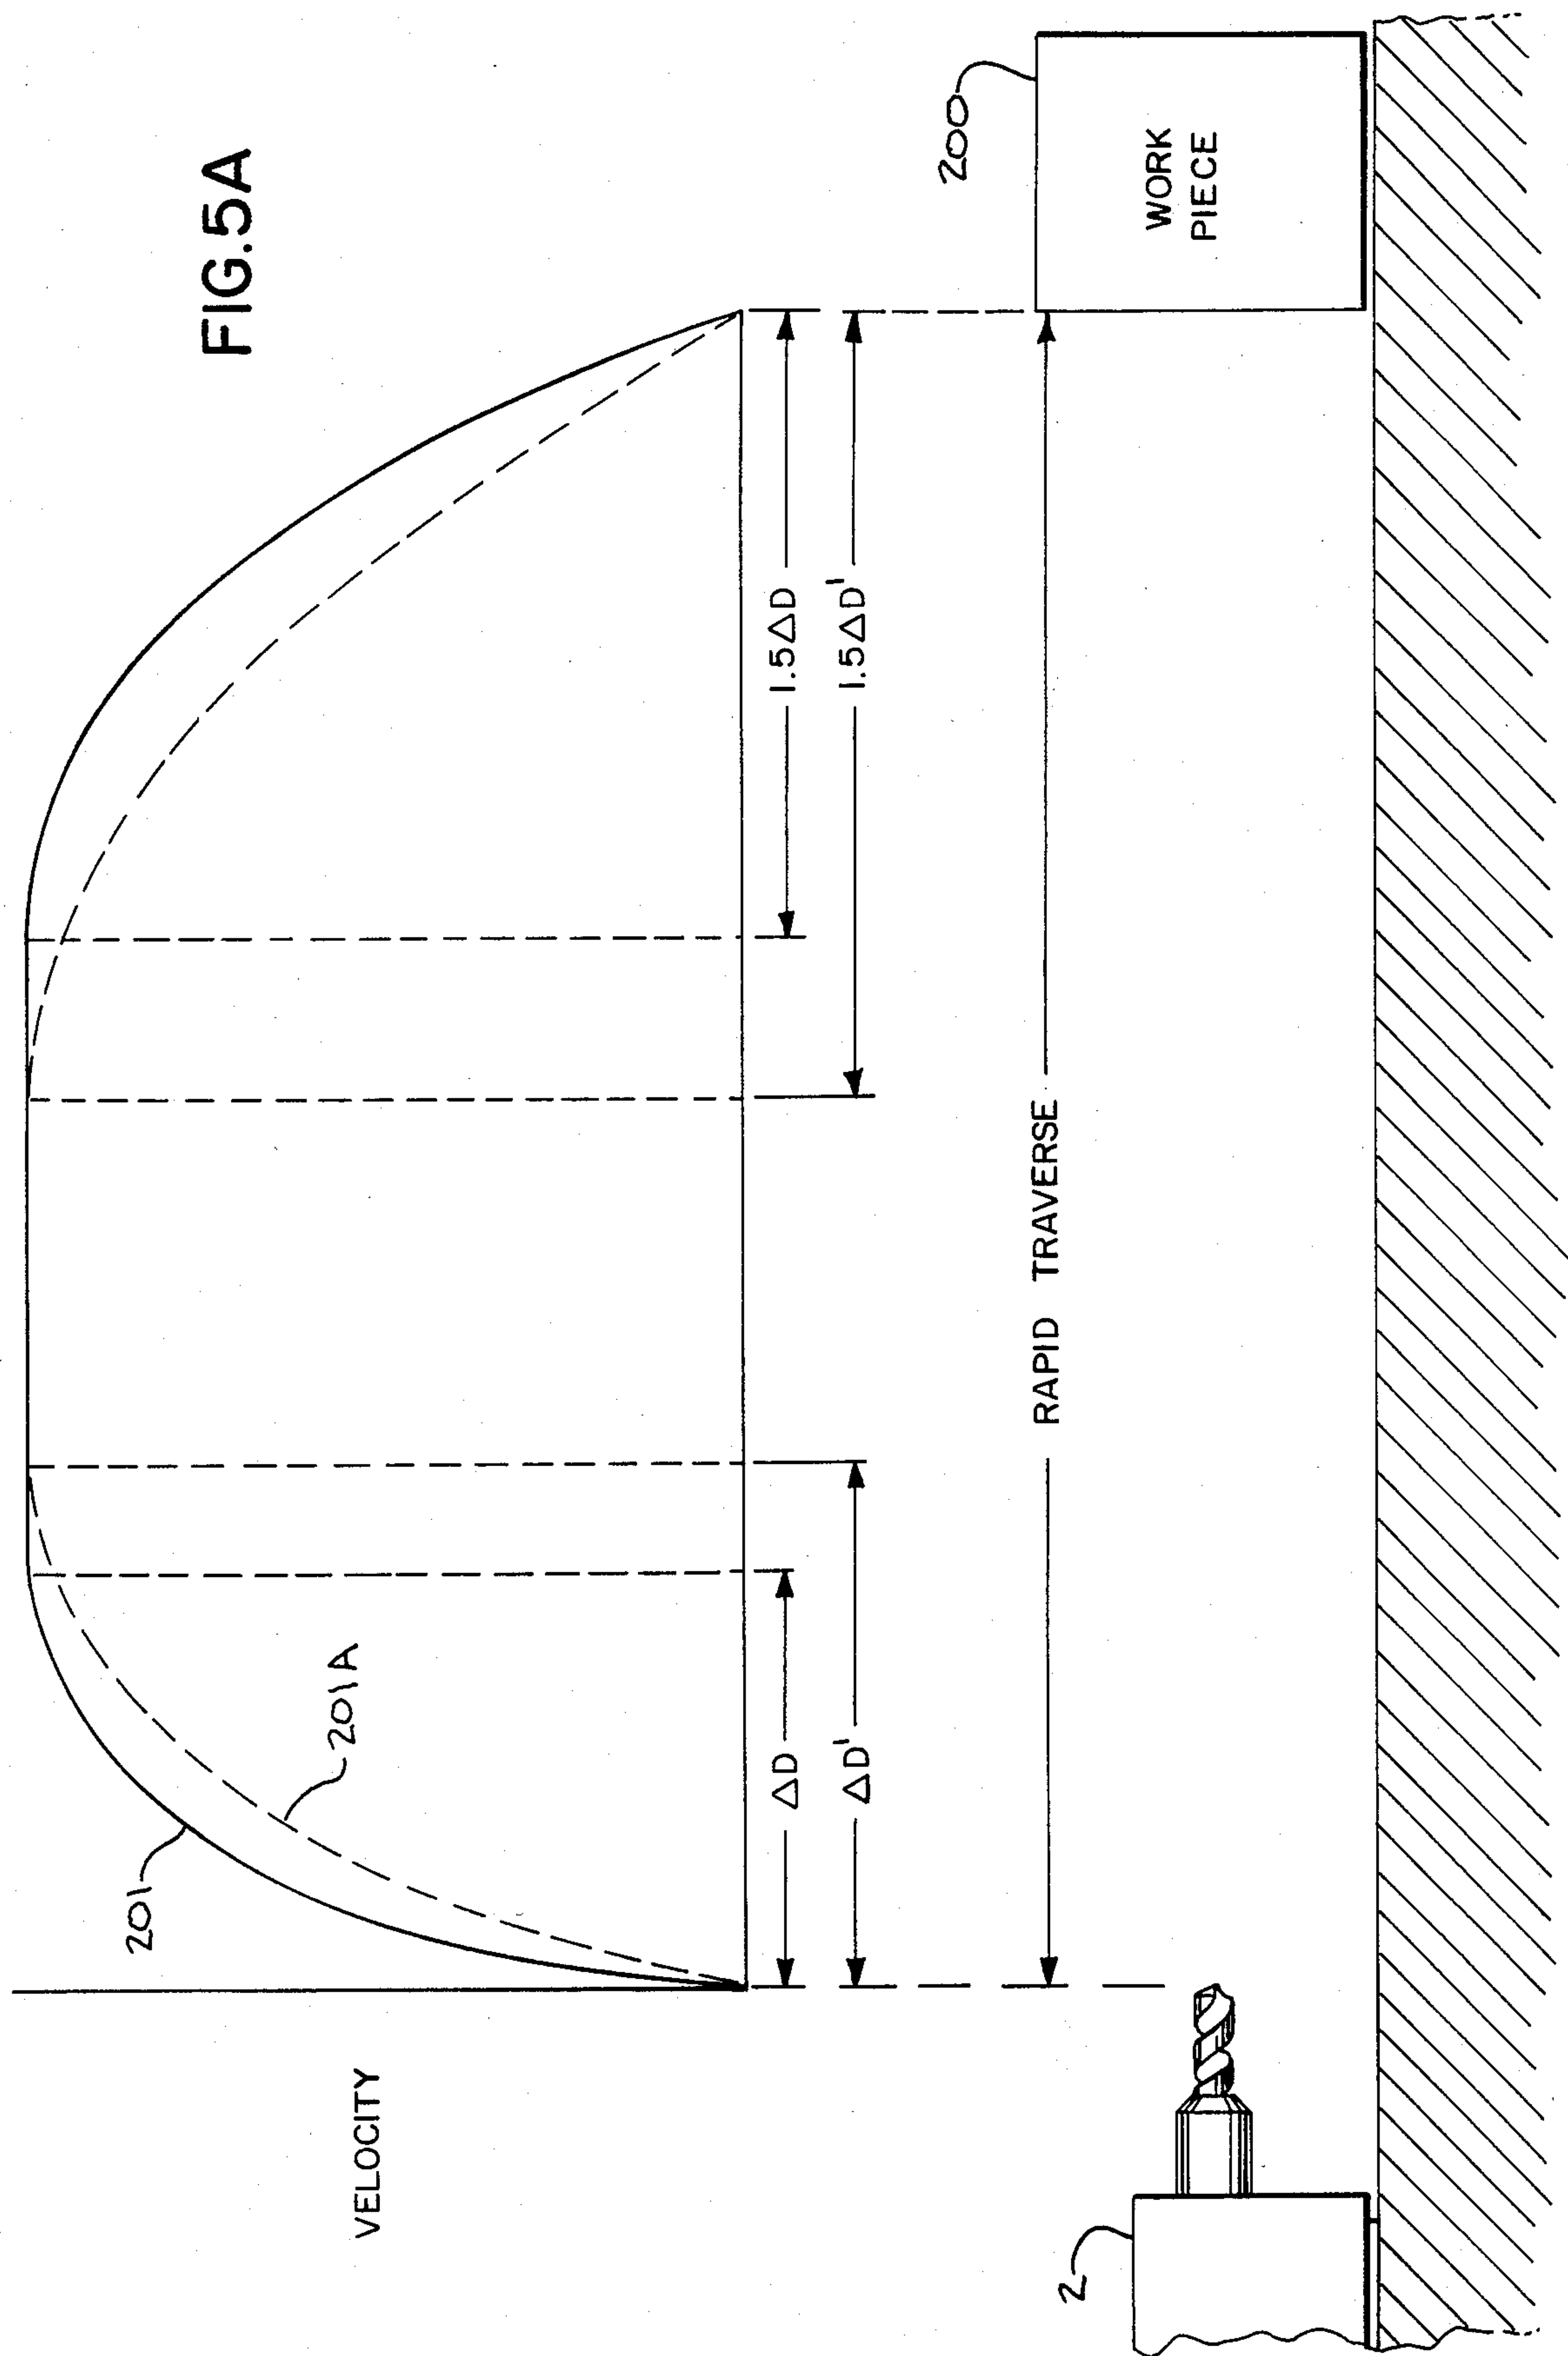 FIG.5A
VELOCITY
201
201A
ΔD
1.5ΔD
ΔD'
1.5ΔD'
RAPID TRAVERSE
2
200
WORK
PIECE